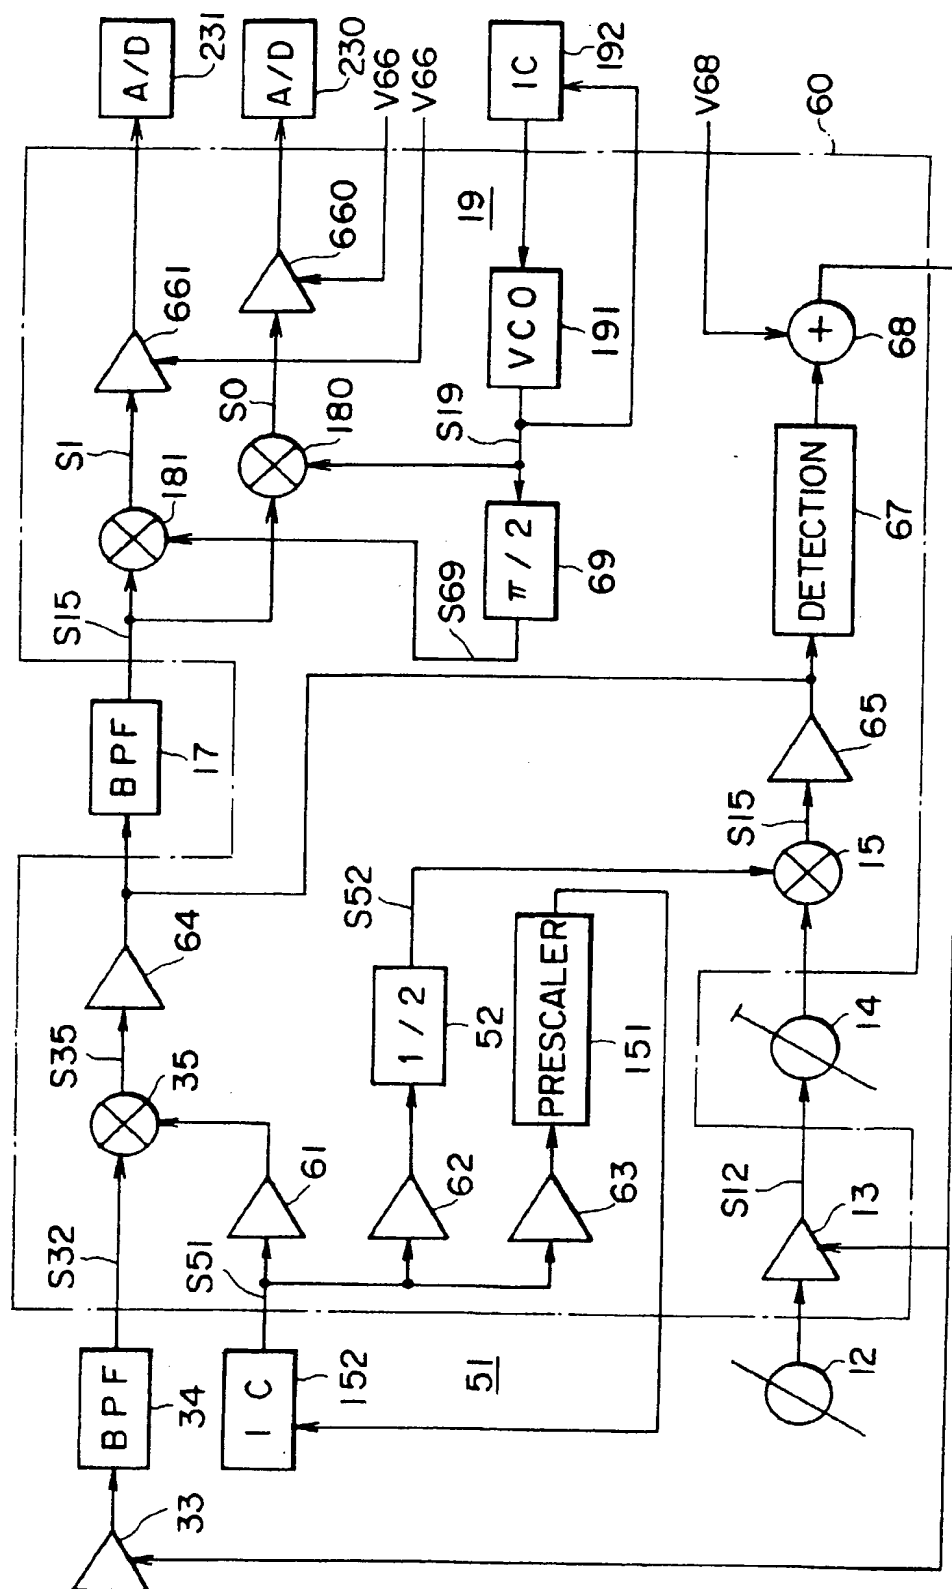 33
BPF
34
S32
35
S35
64
BPF
17
S15
181
S1
661
A/D
231
180
S0
660
A/D
230
V66
V66
IC
152
S51
61
51
62
1/2
52
S52
63
PRESCALER
151
S69
π/2
69
S19
VCO
191
19
IC
192
12
13
S12
14
15
S15
65
DETECTION
67
+
68
V68
60